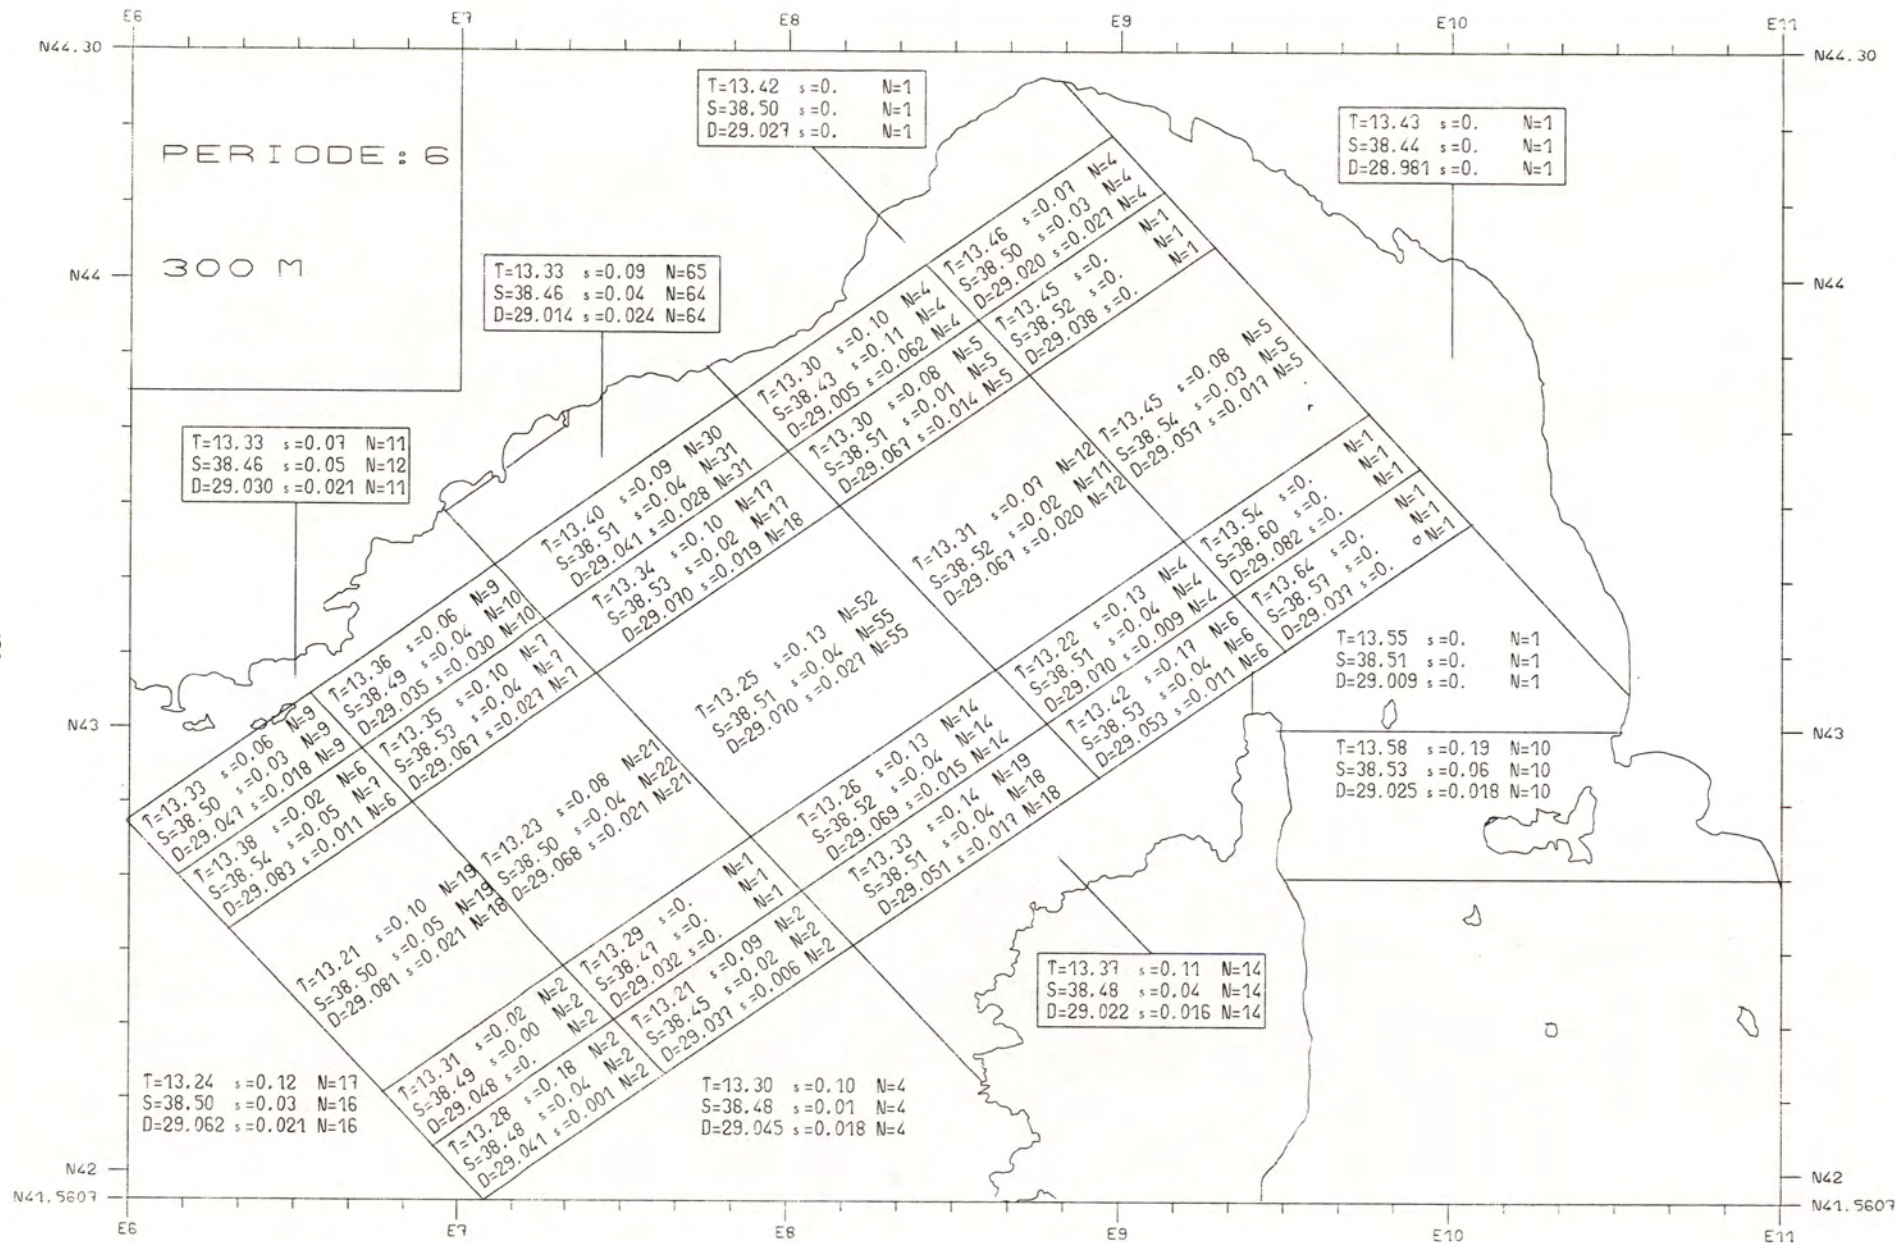 E6 E7 E8 E9 E10 E11
N44.30 N44.30
PERIODE: 6
300 M
T=13.42 s=0. N=1
S=38.50 s=0. N=1
D=29.027 s=0. N=1
T=13.43 s=0. N=1
S=38.44 s=0. N=1
D=28.981 s=0. N=1
T=13.33 s=0.09 N=65
S=38.46 s=0.04 N=64
D=29.014 s=0.024 N=64
N44 N44
T=13.33 s=0.07 N=11
S=38.46 s=0.05 N=12
D=29.030 s=0.021 N=11
T=13.46 s=0.07 N=4
S=38.50 s=0.03 N=4
D=29.020 s=0.027 N=4
T=13.45 s=0. N=1
S=38.52 s=0. N=1
D=29.038 s=0. N=1
T=13.30 s=0.10 N=4
S=38.43 s=0.11 N=4
D=29.005 s=0.062 N=4
T=13.30 s=0.08 N=5
S=38.51 s=0.01 N=5
D=29.067 s=0.014 N=5
T=13.45 s=0.08 N=5
S=38.54 s=0.03 N=5
D=29.057 s=0.017 N=5
T=13.40 s=0.09 N=30
S=38.51 s=0.04 N=31
D=29.041 s=0.028 N=31
T=13.34 s=0.10 N=17
S=38.53 s=0.02 N=17
D=29.070 s=0.019 N=18
T=13.31 s=0.07 N=12
S=38.52 s=0.02 N=11
D=29.067 s=0.020 N=12
T=13.54 s=0. N=1
S=38.60 s=0. N=1
D=29.082 s=0. N=1
T=13.64 s=0. N=1
S=38.57 s=0. N=1
D=29.037 s=0. N=1
T=13.36 s=0.06 N=9
S=38.49 s=0.04 N=10
D=29.035 s=0.030 N=10
T=13.35 s=0.10 N=7
S=38.53 s=0.04 N=7
D=29.067 s=0.027 N=7
T=13.25 s=0.13 N=52
S=38.51 s=0.04 N=55
D=29.070 s=0.027 N=55
T=13.22 s=0.13 N=4
S=38.51 s=0.04 N=4
D=29.070 s=0.009 N=4
T=13.42 s=0.17 N=6
S=38.53 s=0.04 N=6
D=29.053 s=0.011 N=6
T=13.55 s=0. N=1
S=38.51 s=0. N=1
D=29.009 s=0. N=1
N43 N43
T=13.58 s=0.19 N=10
S=38.53 s=0.06 N=10
D=29.025 s=0.018 N=10
T=13.33 s=0.06 N=9
S=38.50 s=0.03 N=9
D=29.047 s=0.018 N=9
T=13.38 s=0.02 N=6
S=38.54 s=0.05 N=7
D=29.083 s=0.011 N=6
T=13.23 s=0.08 N=21
S=38.50 s=0.04 N=22
D=29.068 s=0.021 N=21
T=13.26 s=0.13 N=14
S=38.52 s=0.04 N=14
D=29.069 s=0.015 N=14
T=13.33 s=0.14 N=19
S=38.51 s=0.04 N=18
D=29.051 s=0.017 N=18
T=13.21 s=0.10 N=19
S=38.50 s=0.05 N=19
D=29.081 s=0.021 N=18
T=13.29 s=0. N=1
S=38.47 s=0. N=1
D=29.032 s=0. N=1
T=13.21 s=0.09 N=2
S=38.45 s=0.02 N=2
D=29.037 s=0.006 N=2
T=13.37 s=0.11 N=14
S=38.48 s=0.04 N=14
D=29.022 s=0.016 N=14
T=13.31 s=0.02 N=2
S=38.49 s=0.00 N=2
D=29.048 s=0. N=2
T=13.28 s=0.18 N=2
S=38.48 s=0.04 N=2
D=29.041 s=0.001 N=2
T=13.24 s=0.12 N=17
S=38.50 s=0.03 N=16
D=29.062 s=0.021 N=16
T=13.30 s=0.10 N=4
S=38.48 s=0.01 N=4
D=29.045 s=0.018 N=4
N42 N42
N41.5607 N41.5607
E6 E7 E8 E9 E10 E11